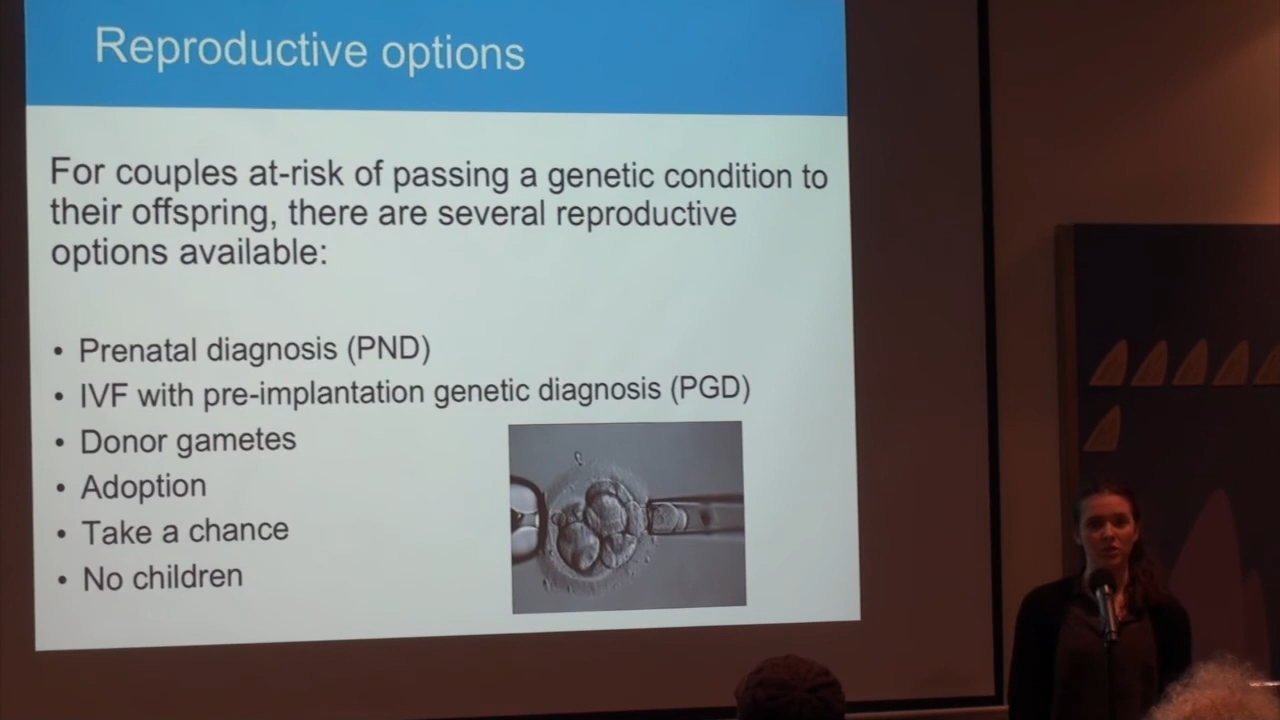 Reproductive options
For couples at-risk of passing a genetic condition to
their offspring, there are several reproductive
options available:
• Prenatal diagnosis (PND)
• IVF with pre-implantation genetic diagnosis (PGD)
• Donor gametes
• Adoption
• Take a chance
• No children